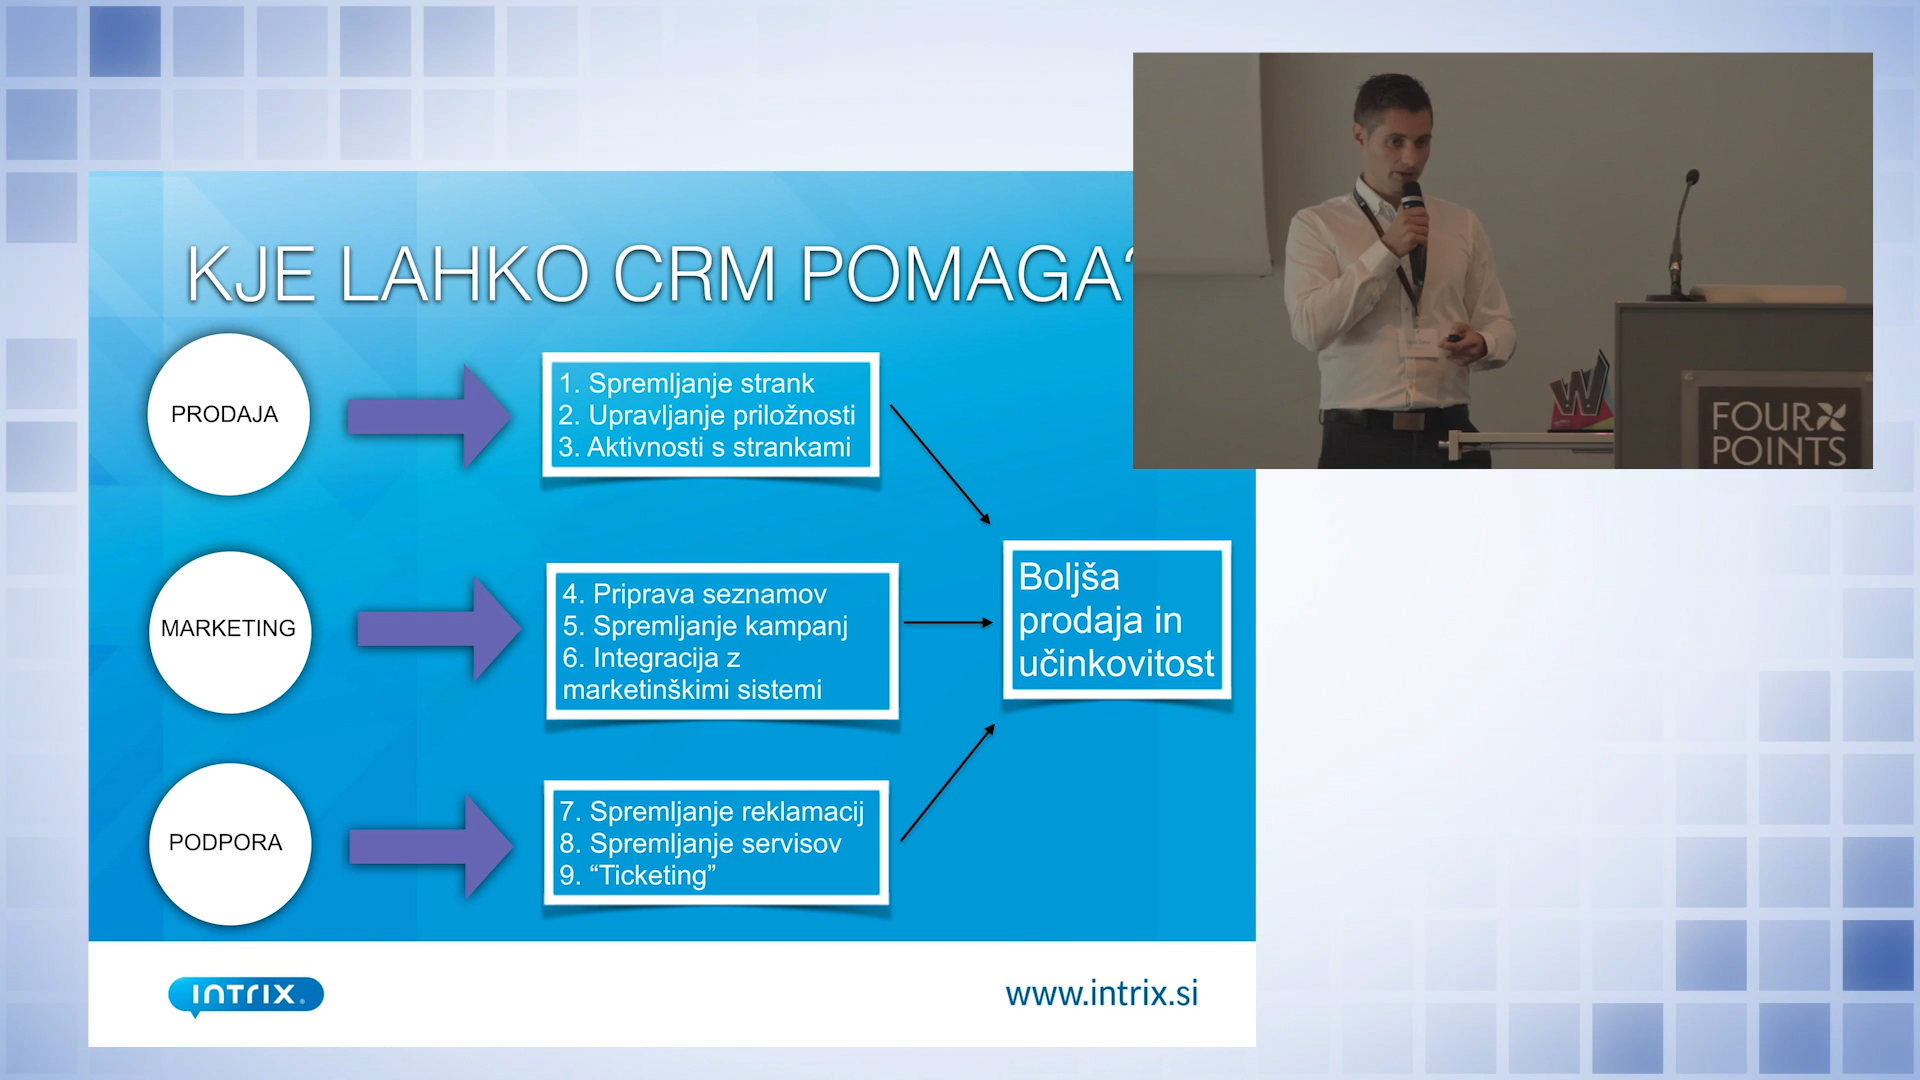 KJE LAHKO CRM POMAGA?
PRODAJA
1. Spremljanje strank
2. Upravljanje priložnosti
3. Aktivnosti s strankami
MARKETING
4. Priprava seznamov
5. Spremljanje kampanj
6. Integracija z
marketinškimi sistemi
PODPORA
7. Spremljanje reklamacij
8. Spremljanje servisov
9. “Ticketing”
Boljša
prodaja in
učinkovitost
INTRIX®
www.intrix.si
W
FOUR
POINTS